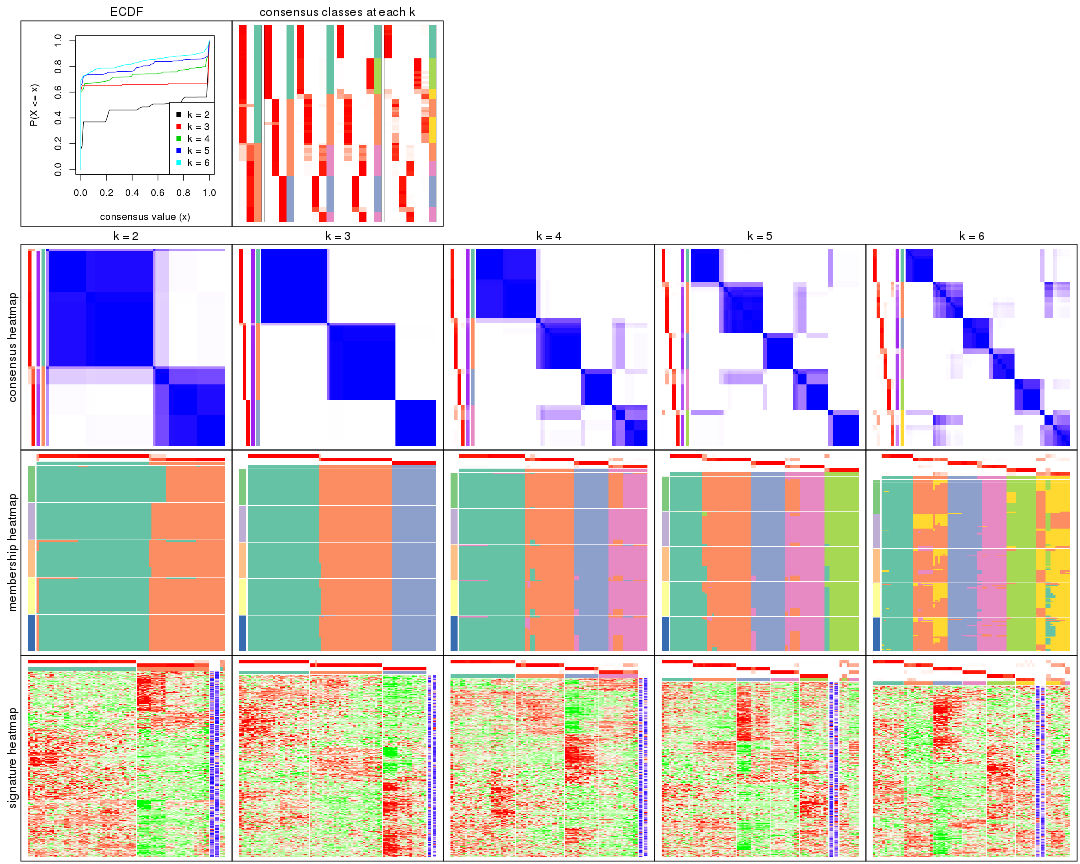 ECDF
consensus classes at each k
P(X <= x)
0.0
0.2
0.4
0.6
0.8
1.0
k = 2
k = 3
k = 4
k = 5
k = 6
0.0 0.2 0.4 0.6 0.8 1.0
consensus value (x)
k = 2
k = 3
k = 4
k = 5
k = 6
consensus heatmap
membership heatmap
signature heatmap